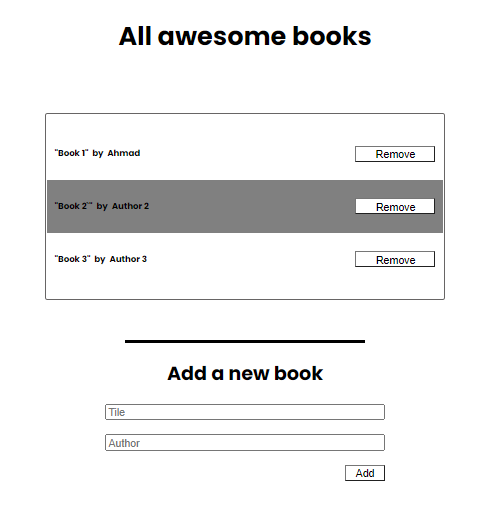 All awesome books
"Book 1" by Ahmad Remove
"Book 2'" by Author 2 Remove
"Book 3" by Author 3 Remove
Add a new book
Tile
Author
Add